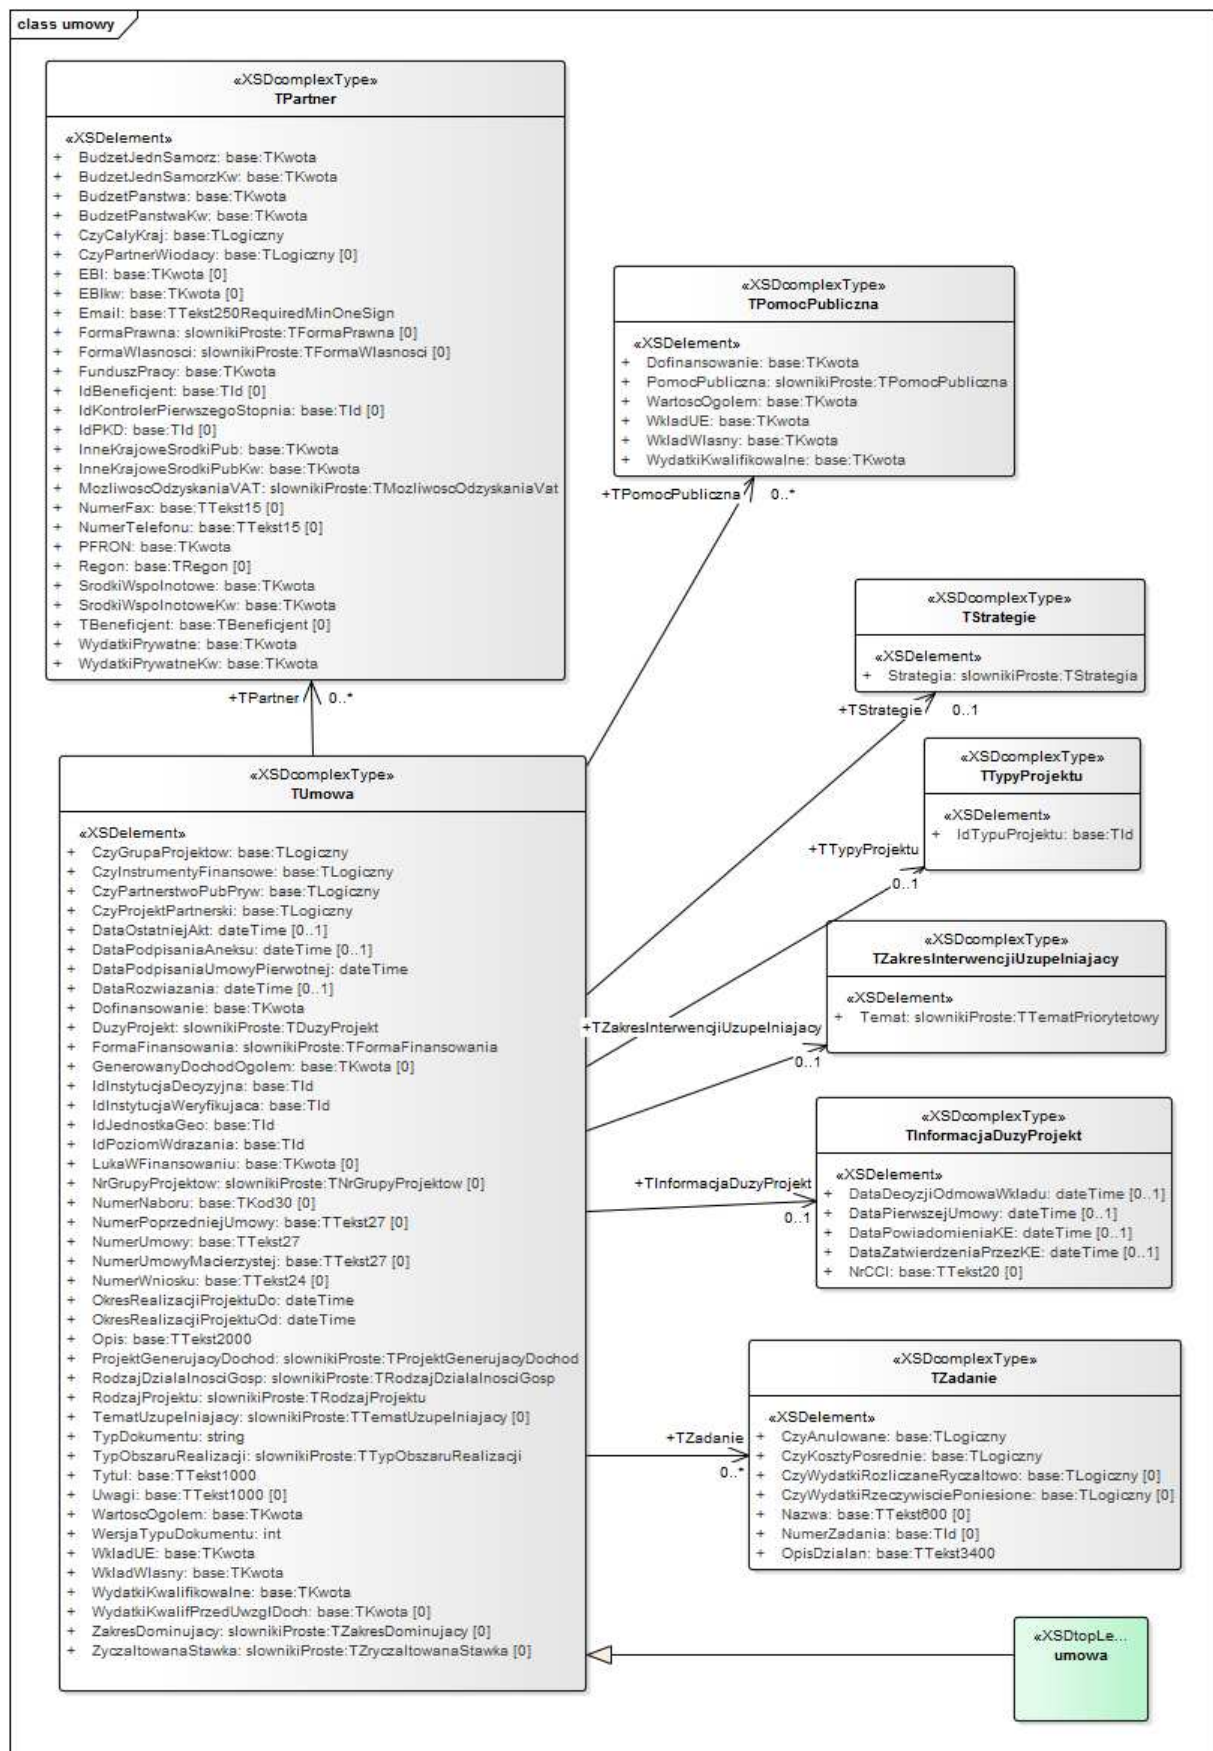 class umowy
«XSDcomplexType»
TPartner
«XSDelement»
+ BudzetJednSamorz: base:TKwota
+ BudzetJednSamorzKw: base:TKwota
+ BudzetPanstwa: base:TKwota
+ BudzetPanstwaKw: base:TKwota
+ CzyCalyKraj: base:TLogiczny
+ CzyPartnerWiodacy: base:TLogiczny [0]
+ EBI: base:TKwota [0]
+ EBIkw: base:TKwota [0]
+ Email: base:TTekst250RequiredMinOneSign
+ FormaPrawna: slownikiProste:TFormaPrawna [0]
+ FormaWlasnosci: slownikiProste:TFormaWlasnosci [0]
+ FunduszPracy: base:TKwota
+ IdBeneficjent: base:TId [0]
+ IdKontrolerPierwszegoStopnia: base:TId [0]
+ IdPKD: base:TId [0]
+ InneKrajoweSrodkiPub: base:TKwota
+ InneKrajoweSrodkiPubKw: base:TKwota
+ MozliwoscOdzyskaniaVAT: slownikiProste:TMozliwoscOdzyskaniaVat
+ NumerFax: base:TTekst15 [0]
+ NumerTelefonu: base:TTekst15 [0]
+ PFRON: base:TKwota
+ Regon: base:TRegon [0]
+ SrodkiWspolnotowe: base:TKwota
+ SrodkiWspolnotoweKw: base:TKwota
+ TBeneficjent: base:TBeneficjent [0]
+ WydatkiPrywatne: base:TKwota
+ WydatkiPrywatneKw: base:TKwota
+TPartner 0..*
«XSDcomplexType»
TPomocPubliczna
«XSDelement»
+ Dofinansowanie: base:TKwota
+ PomocPubliczna: slownikiProste:TPomocPubliczna
+ WartoscOgolem: base:TKwota
+ WkladUE: base:TKwota
+ WkladWlasny: base:TKwota
+ WydatkiKwalifikowalne: base:TKwota
+TPomocPubliczna 0..*
«XSDcomplexType»
TStrategie
«XSDelement»
+ Strategia: slownikiProste:TStrategia
+TStrategie 0..1
«XSDcomplexType»
TTypyProjektu
«XSDelement»
+ IdTypuProjektu: base:TId
+TTypyProjektu
0..1
«XSDcomplexType»
TUmowa
«XSDelement»
+ CzyGrupaProjektow: base:TLogiczny
+ CzyInstrumentyFinansowe: base:TLogiczny
+ CzyPartnerstwoPubPryw: base:TLogiczny
+ CzyProjektPartnerski: base:TLogiczny
+ DataOstatniejAkt: dateTime [0..1]
+ DataPodpisaniaAneksu: dateTime [0..1]
+ DataPodpisaniaUmowyPierwotnej: dateTime
+ DataRozwiazania: dateTime [0..1]
+ Dofinansowanie: base:TKwota
+ DuzyProjekt: slownikiProste:TDuzyProjekt
+ FormaFinansowania: slownikiProste:TFormaFinansowania
+ GenerowanyDochodOgolem: base:TKwota [0]
+ IdInstytucjaDecyzyjna: base:TId
+ IdInstytucjaWeryfikujaca: base:TId
+ IdJednostkaGeo: base:TId
+ IdPoziomWdrazania: base:TId
+ LukaWFinansowaniu: base:TKwota [0]
+ NrGrupyProjektow: slownikiProste:TNrGrupyProjektow [0]
+ NumerNaboru: base:TKod30 [0]
+ NumerPoprzedniejUmowy: base:TTekst27 [0]
+ NumerUmowy: base:TTekst27
+ NumerUmowyMacierzystej: base:TTekst27 [0]
+ NumerWniosku: base:TTekst24 [0]
+ OkresRealizacjiProjektuDo: dateTime
+ OkresRealizacjiProjektuOd: dateTime
+ Opis: base:TTekst2000
+ ProjektGenerujacyDochod: slownikiProste:TProjektGenerujacyDochod
+ RodzajDzialalnosciGosp: slownikiProste:TRodzajDzialalnosciGosp
+ RodzajProjektu: slownikiProste:TRodzajProjektu
+ TematUzupelniajacy: slownikiProste:TTematUzupelniajacy [0]
+ TypDokumentu: string
+ TypObszaruRealizacji: slownikiProste:TTypObszaruRealizacji
+ Tytul: base:TTekst1000
+ Uwagi: base:TTekst1000 [0]
+ WartoscOgolem: base:TKwota
+ WersjaTypuDokumentu: int
+ WkladUE: base:TKwota
+ WkladWlasny: base:TKwota
+ WydatkiKwalifikowalne: base:TKwota
+ WydatkiKwalifPrzedUwzglDoch: base:TKwota [0]
+ ZakresDominujacy: slownikiProste:TZakresDominujacy [0]
+ ZyczaltowanaStawka: slownikiProste:TZryczaltowanaStawka [0]
«XSDcomplexType»
TZakresInterwencjiUzupelniajacy
«XSDelement»
+ Temat: slownikiProste:TTematPriorytetowy
+TZakresInterwencjiUzupelniajacy
0..1
«XSDcomplexType»
TInformacjaDuzyProjekt
«XSDelement»
+ DataDecyzjiOdmowaWkladu: dateTime [0..1]
+ DataPierwszejUmowy: dateTime [0..1]
+ DataPowiadomieniaKE: dateTime [0..1]
+ DataZatwierdzeniaPrzezKE: dateTime [0..1]
+ NrCCI: base:TTekst20 [0]
+TInformacjaDuzyProjekt
0..1
«XSDcomplexType»
TZadanie
«XSDelement»
+ CzyAnulowane: base:TLogiczny
+ CzyKosztyPosrednie: base:TLogiczny
+ CzyWydatkiRozliczaneRyczaltowo: base:TLogiczny [0]
+ CzyWydatkiRzeczywisciePoniesione: base:TLogiczny [0]
+ Nazwa: base:TTekst600 [0]
+ NumerZadania: base:TId [0]
+ OpisDzialan: base:TTekst3400
+TZadanie
0..*
«XSDtopLe...
umowa